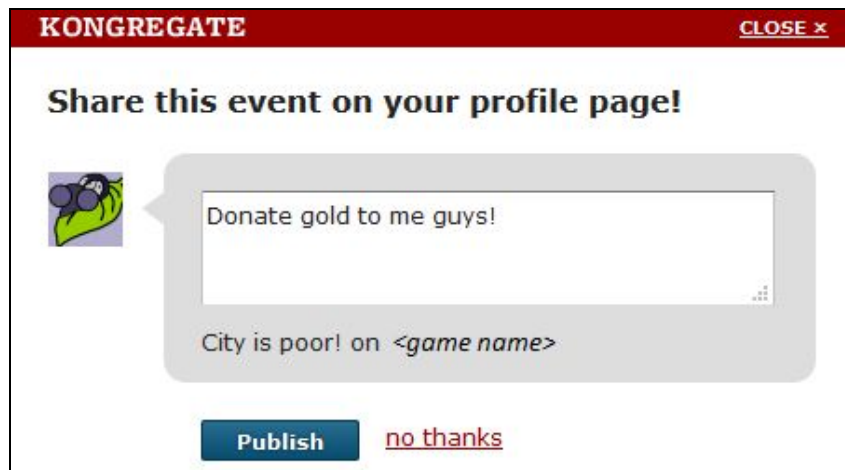 KONGREGATE
CLOSE ×
Share this event on your profile page!
Donate gold to me guys!
City is poor! on <game name>
Publish
no thanks